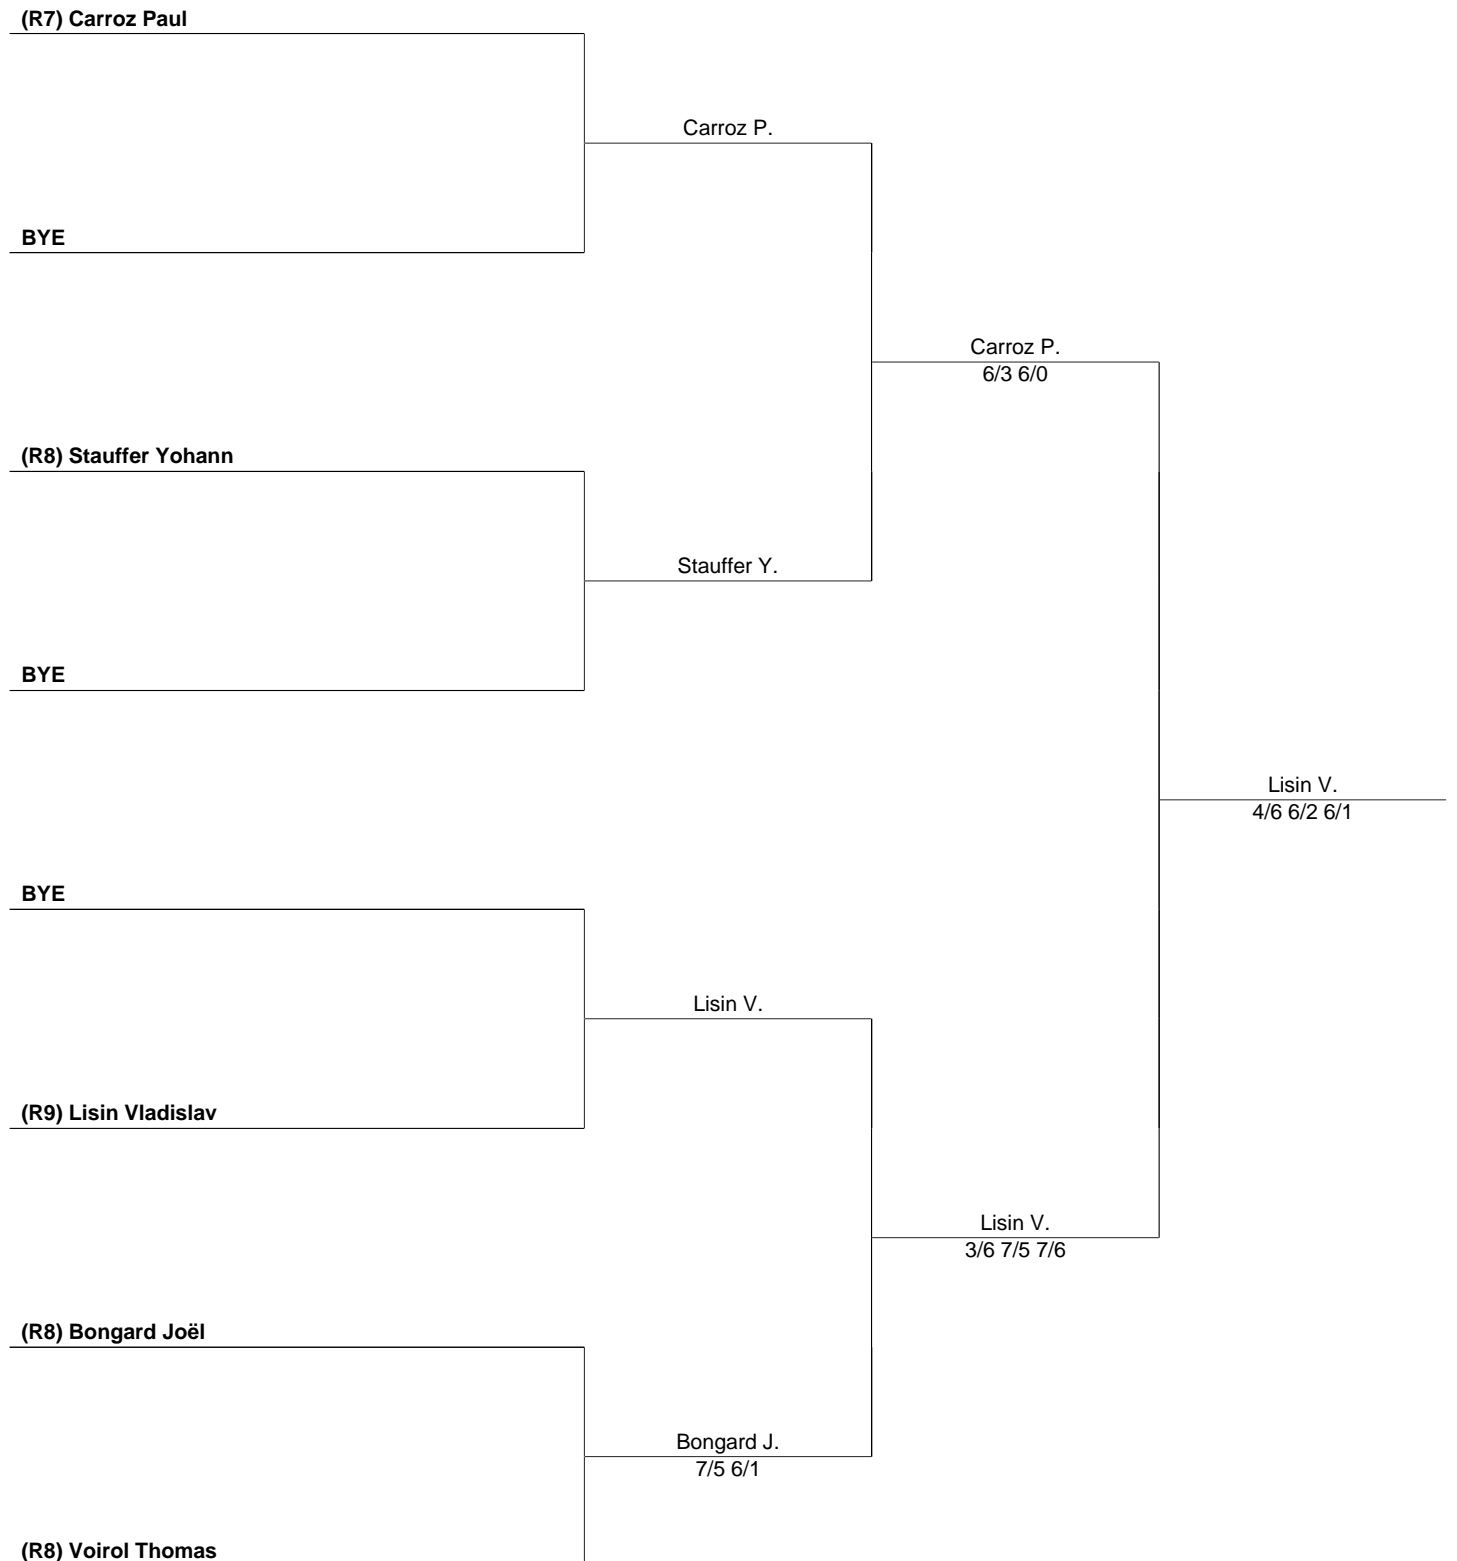 (R7) Carroz Paul
Carroz P.
BYE
Carroz P.
6/3 6/0
(R8) Stauffer Yohann
Stauffer Y.
BYE
Lisin V.
4/6 6/2 6/1
BYE
Lisin V.
(R9) Lisin Vladislav
Lisin V.
3/6 7/5 7/6
(R8) Bongard Joël
Bongard J.
7/5 6/1
(R8) Voirol Thomas